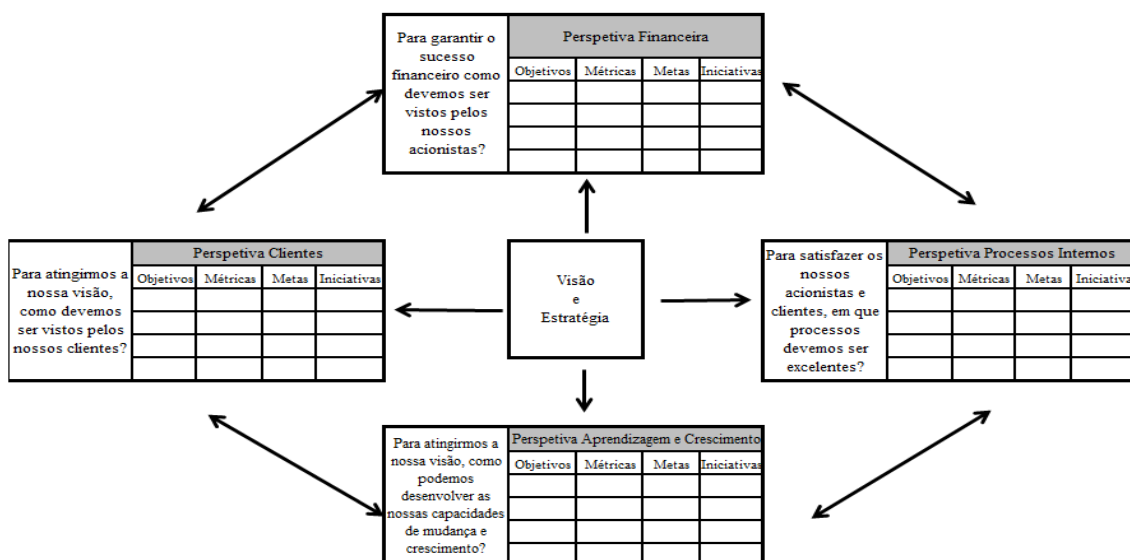 Para garantir o
sucesso
financeiro como
devemos ser
vistos pelos
nossos
acionistas?
Perspetiva Financeira
Objetivos Métricas Metas Iniciativas
Para atingirmos a
nossa visão,
como devemos
ser vistos pelos
nossos clientes?
Perspetiva Clientes
Objetivos Métricas Metas Iniciativas
Visão
e
Estratégia
Para satisfazer os
nossos
acionistas e
clientes, em que
processos
devemos ser
excelentes?
Perspetiva Processos Internos
Objetivos Métricas Metas Iniciativa
Para atingirmos a
nossa visão, como
podemos
desenvolver as
nossas capacidades
de mudança e
crescimento?
Perspetiva Aprendizagem e Crescimento
Objetivos Métricas Metas Iniciativas